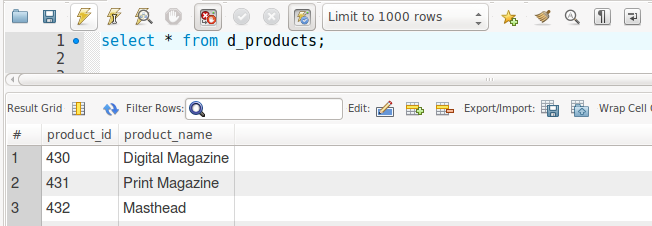 Limit to 1000 rows
1 select * from d_products;
2
Result Grid Filter Rows: Edit: Export/Import: Wrap Cell
# product_id product_name
1 430 Digital Magazine
2 431 Print Magazine
3 432 Masthead